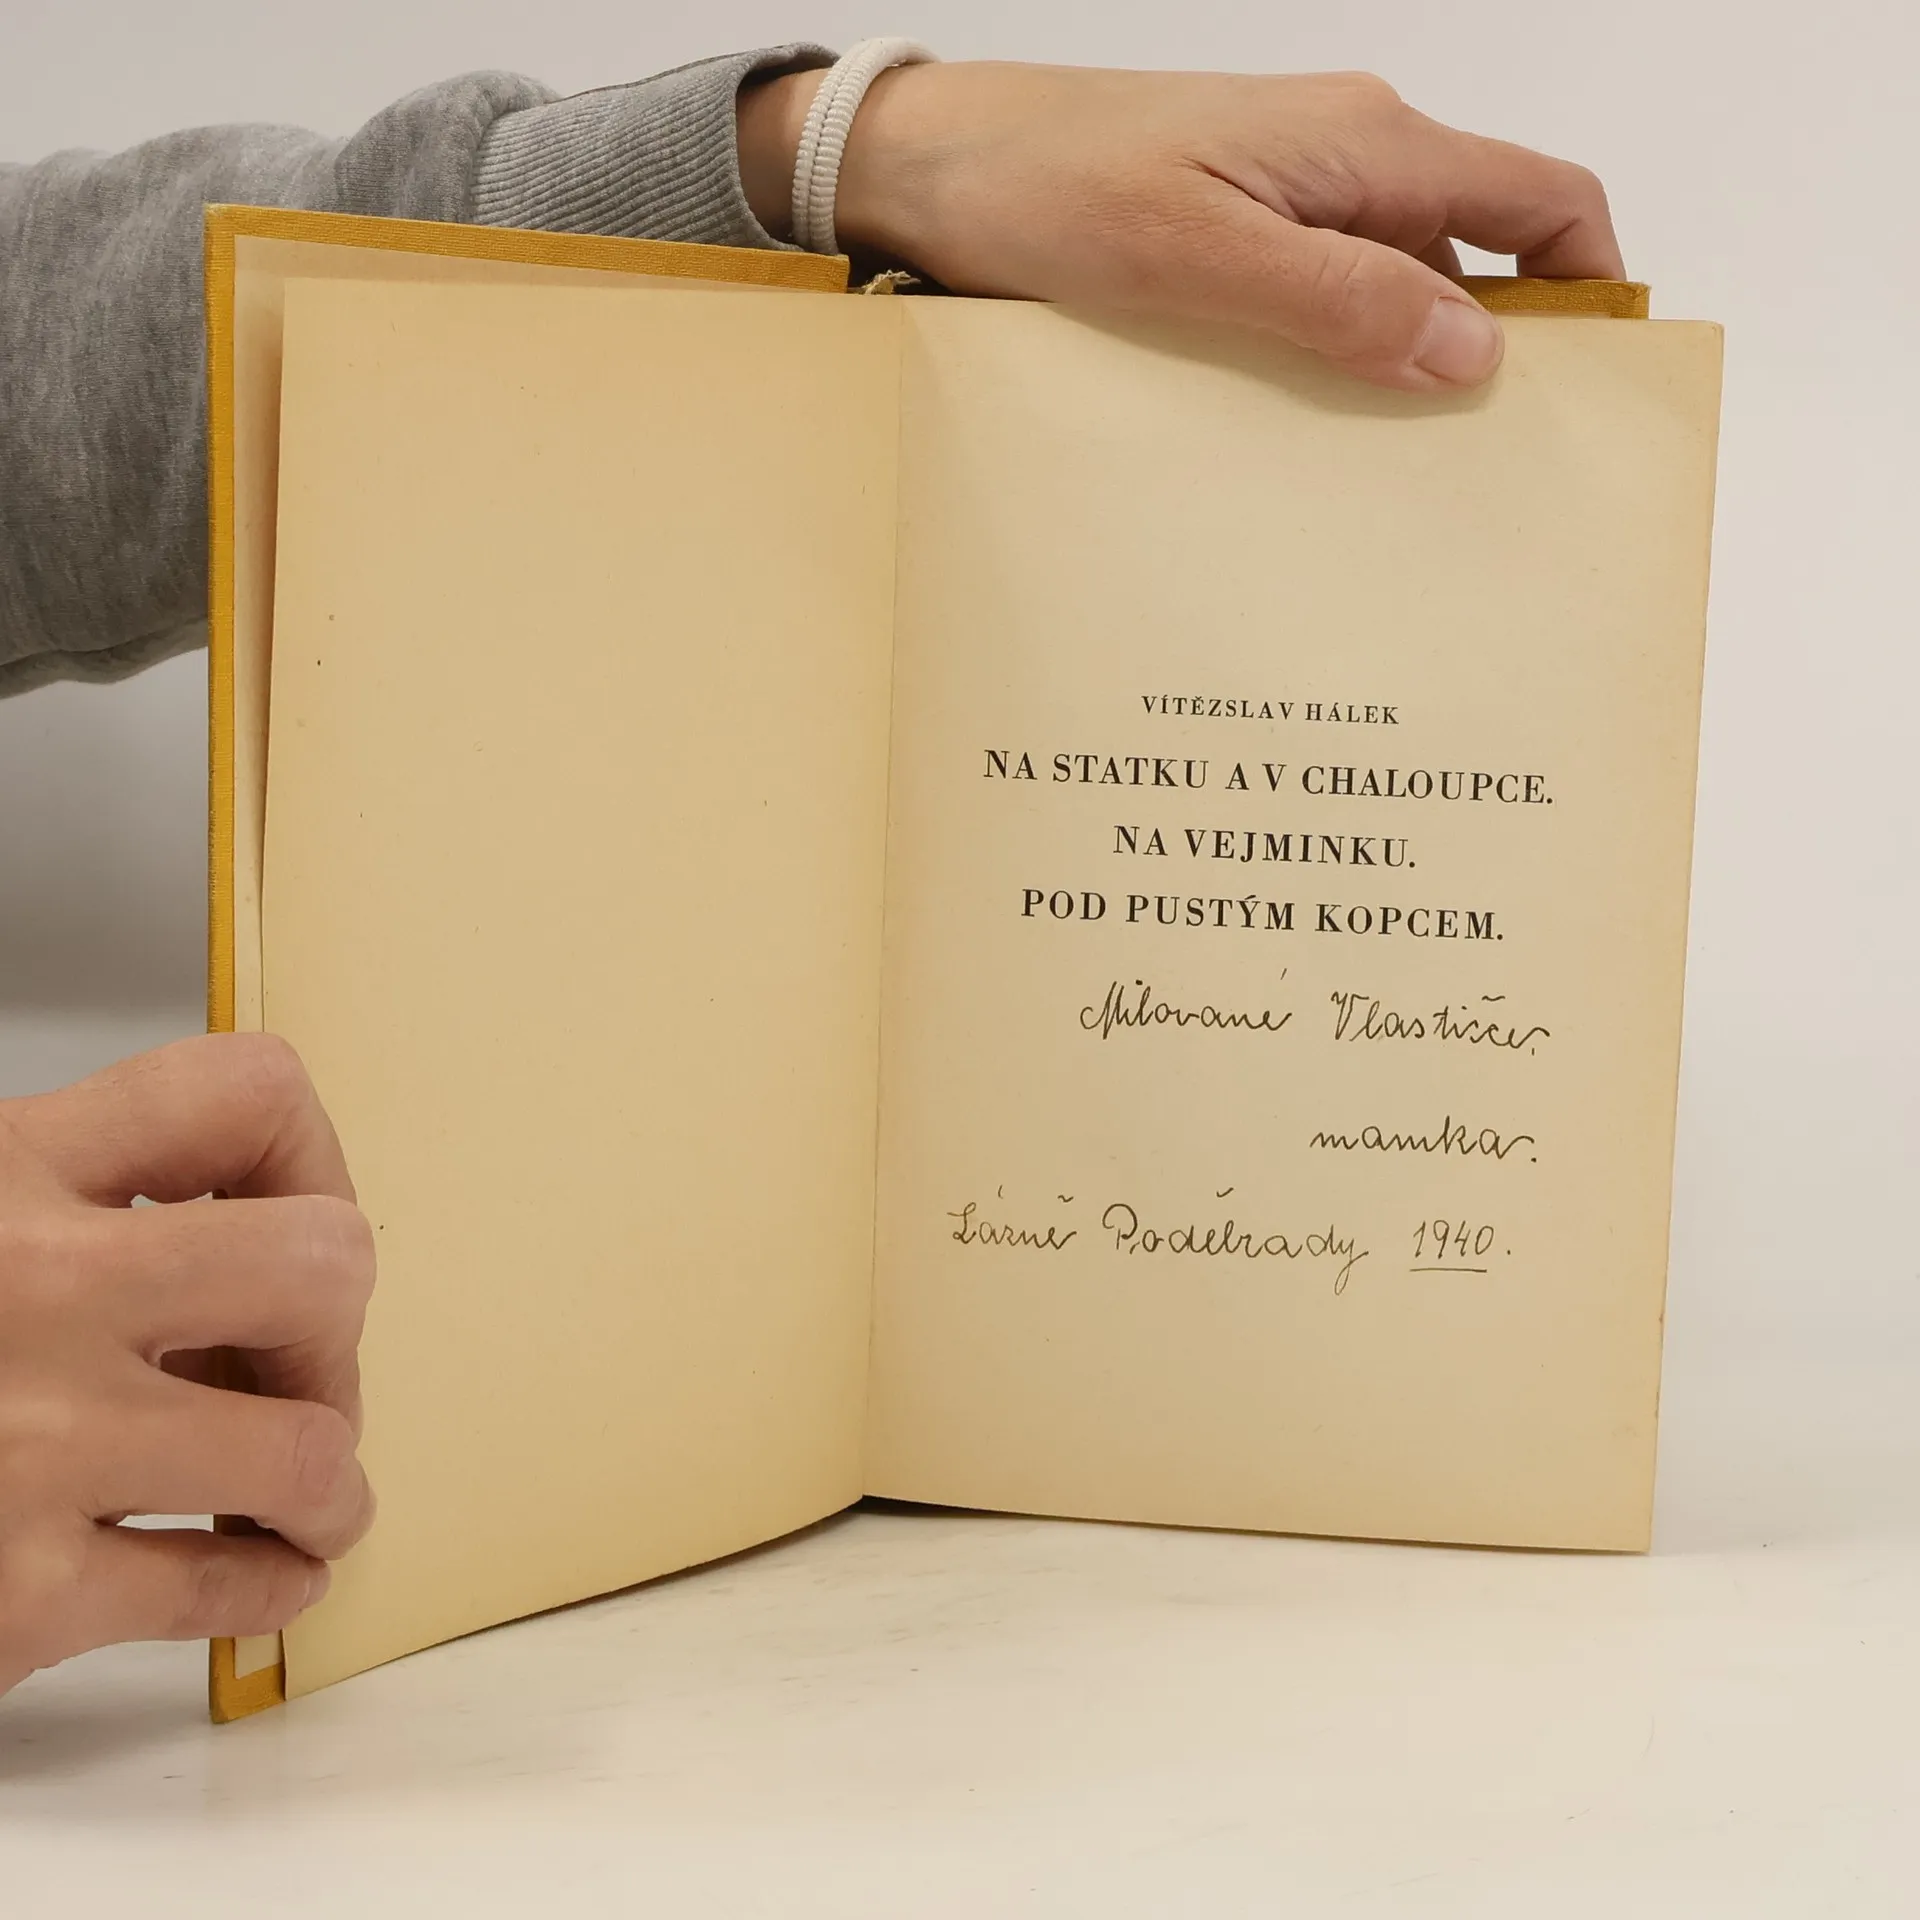 VÍTĚZSLAV HÁLEK
NA STATKU A V CHALOUPCE.
NA VEJMINKU.
POD PUSTÝM KOPCEM.
Milované Vlastičce.
mamka.
Lázně Poděbrady 1940.